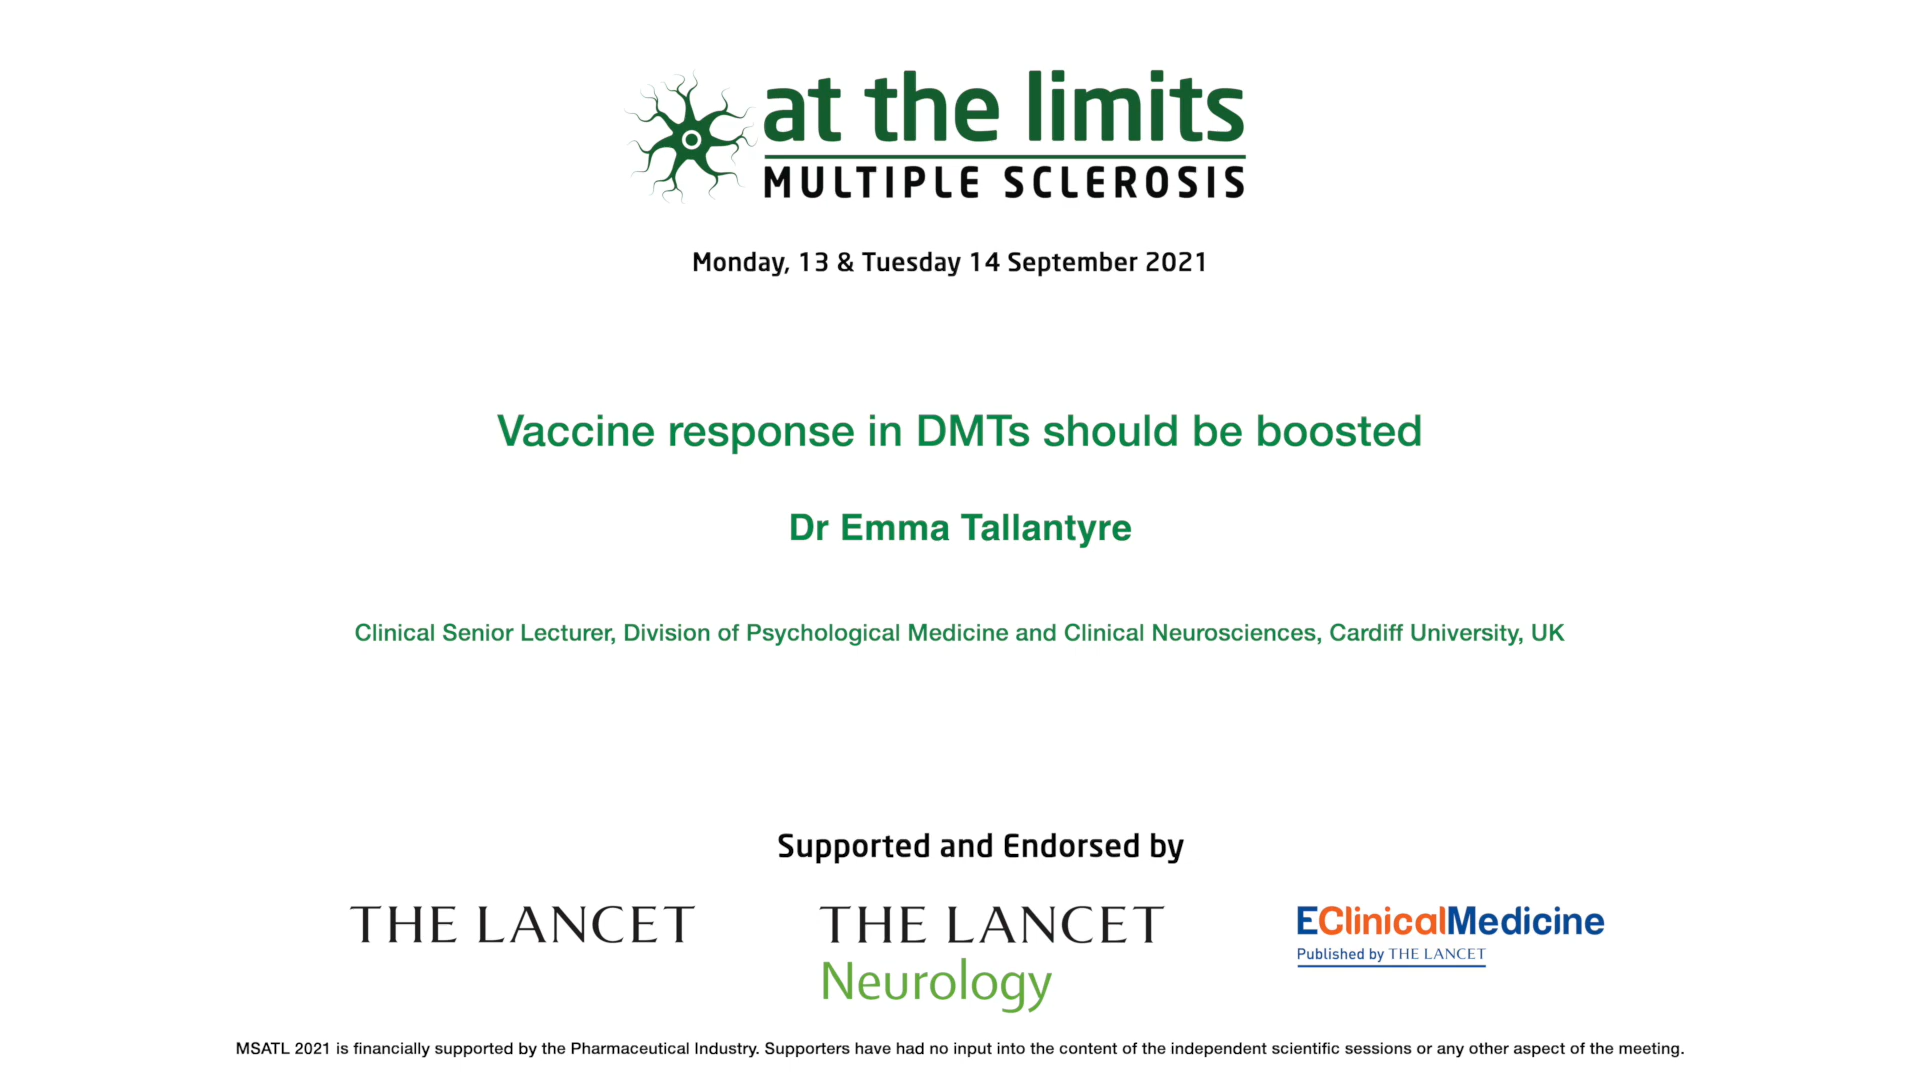 at the limits
MULTIPLE SCLEROSIS
Monday, 13 & Tuesday 14 September 2021
Vaccine response in DMTs should be boosted
Dr Emma Tallantyre
Clinical Senior Lecturer, Division of Psychological Medicine and Clinical Neurosciences, Cardiff University, UK
Supported and Endorsed by
THE LANCET
THE LANCET
Neurology
EClinicalMedicine
Published by THE LANCET
MSATL 2021 is financially supported by the Pharmaceutical Industry. Supporters have had no input into the content of the independent scientific sessions or any other aspect of the meeting.